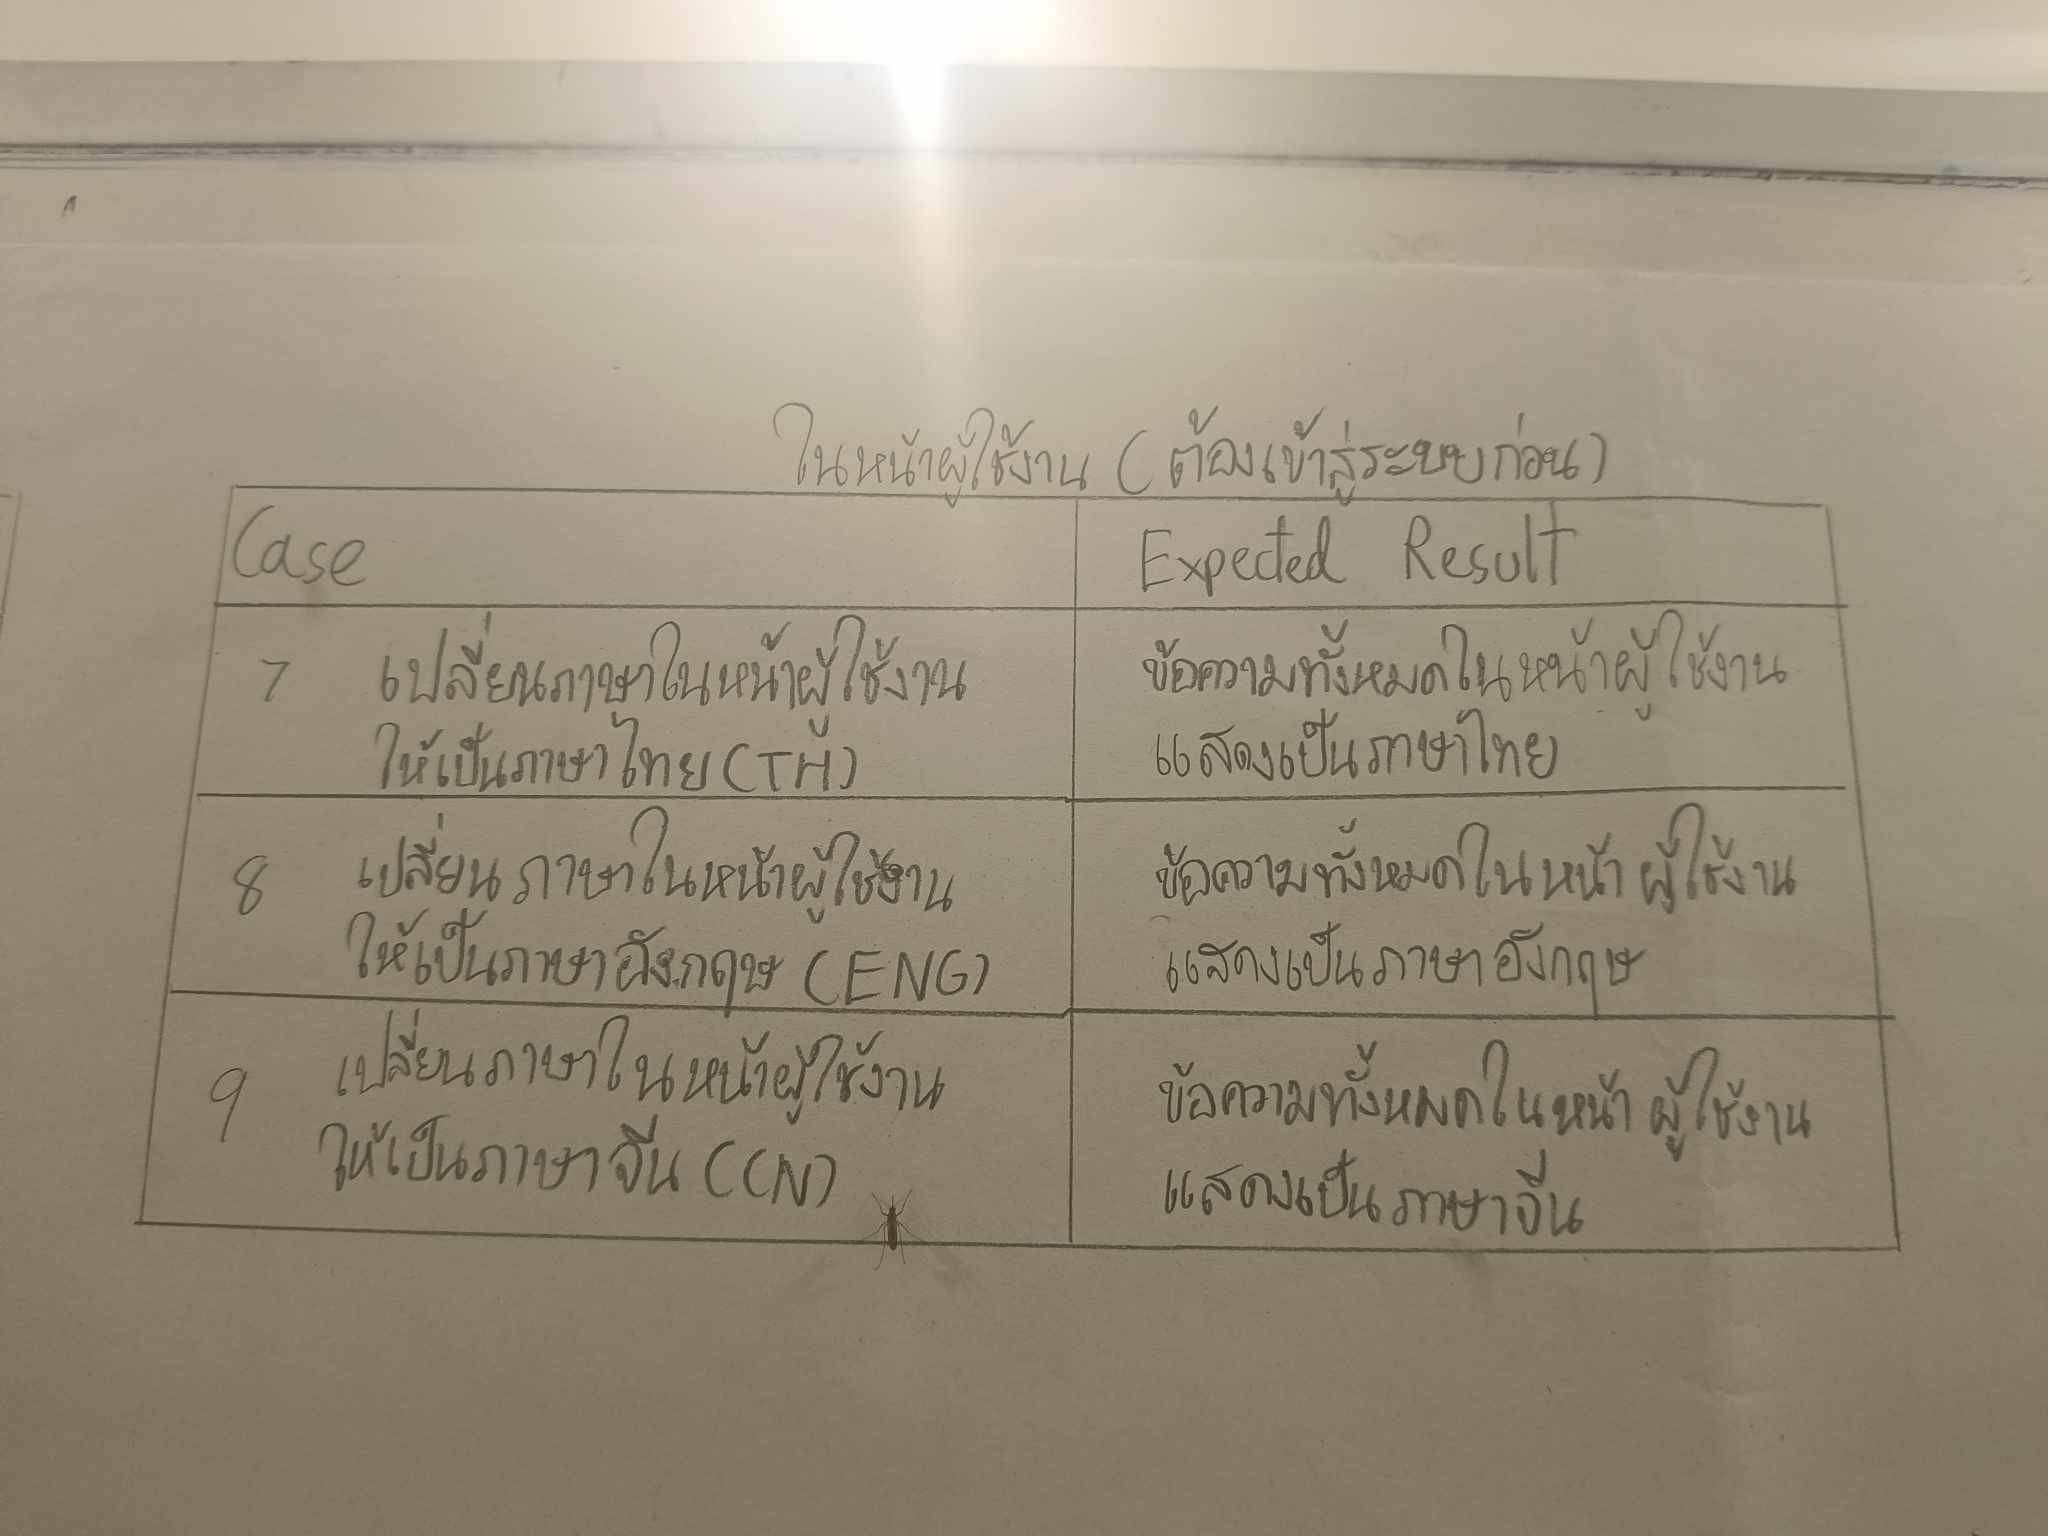 ในหน้าผู้ใช้งาน (ต้องเข้าสู่ระบบก่อน)
Case Expected Result
7 เปลี่ยนภาษาในหน้าผู้ใช้งาน ข้อความทั้งหมดในหน้าผู้ใช้งาน
ให้เป็นภาษาไทย (TH) แสดงเป็นภาษาไทย
8 เปลี่ยนภาษาในหน้าผู้ใช้งาน ข้อความทั้งหมดในหน้าผู้ใช้งาน
ให้เป็นภาษาอังกฤษ (ENG) แสดงเป็นภาษาอังกฤษ
9 เปลี่ยนภาษาในหน้าผู้ใช้งาน ข้อความทั้งหมดในหน้าผู้ใช้งาน
ให้เป็นภาษาจีน (CCN) แสดงเป็นภาษาจีน